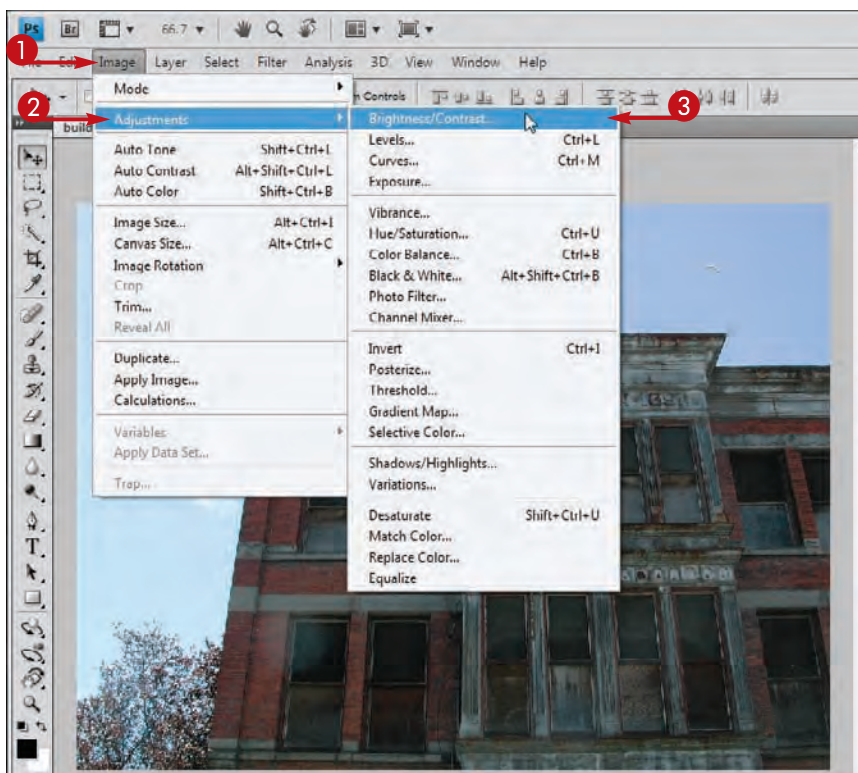 Ps Br 66.7
1
Image Layer Select Filter Analysis 3D View Window Help
Mode
Controls
2
Adjustments
Brightness/Contrast...
3
build
Auto Tone Shift+Ctrl+L
Auto Contrast Alt+Shift+Ctrl+L
Auto Color Shift+Ctrl+B
Image Size... Alt+Ctrl+I
Canvas Size... Alt+Ctrl+C
Image Rotation
Crop
Trim...
Reveal All
Duplicate...
Apply Image...
Calculations...
Variables
Apply Data Set...
Trap...
Levels... Ctrl+L
Curves... Ctrl+M
Exposure...
Vibrance...
Hue/Saturation... Ctrl+U
Color Balance... Ctrl+B
Black & White... Alt+Shift+Ctrl+B
Photo Filter...
Channel Mixer...
Invert Ctrl+I
Posterize...
Threshold...
Gradient Map...
Selective Color...
Shadows/Highlights...
Variations...
Desaturate Shift+Ctrl+U
Match Color...
Replace Color...
Equalize
T